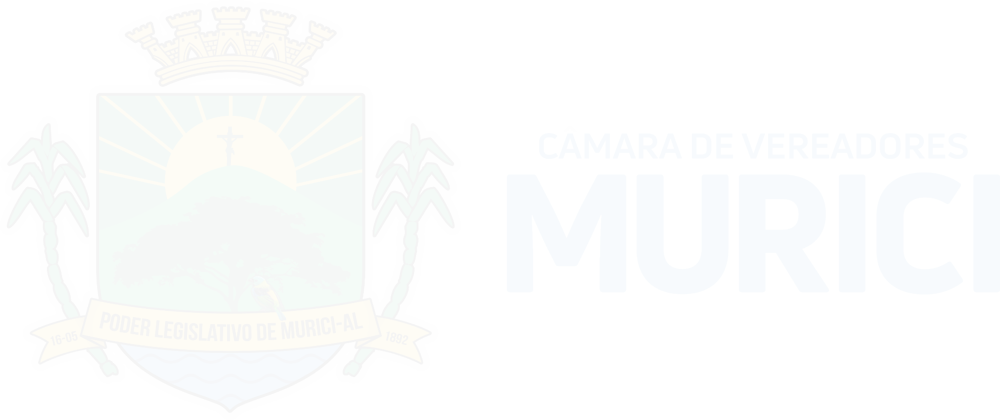 CAMARA DE VEREADORES
MURICI
PODER LEGISLATIVO DE MURICI-AL
16-05
1892